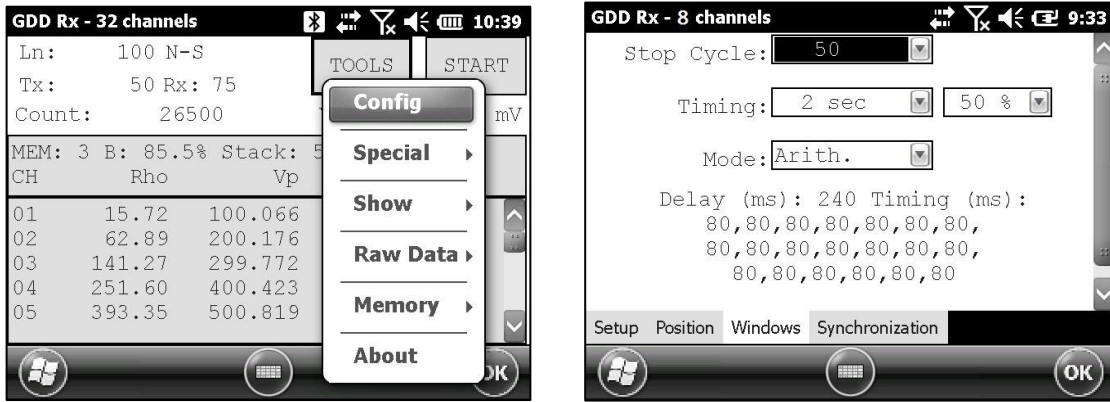 GDD Rx - 32 channels 10:39
Ln: 100 N-S
TOOLS START
Tx: 50 Rx: 75
Count: 26500 mV
MEM: 3 B: 85.5% Stack: 5
CH Rho Vp
01 15.72 100.066
02 62.89 200.176
03 141.27 299.772
04 251.60 400.423
05 393.35 500.819
Config
Special
Show
Raw Data
Memory
About
OK
GDD Rx - 8 channels 9:33
Stop Cycle: 50
Timing: 2 sec 50 %
Mode: Arith.
Delay (ms): 240 Timing (ms):
80,80,80,80,80,80,80,
80,80,80,80,80,80,80,
80,80,80,80,80,80
Setup Position Windows Synchronization
OK